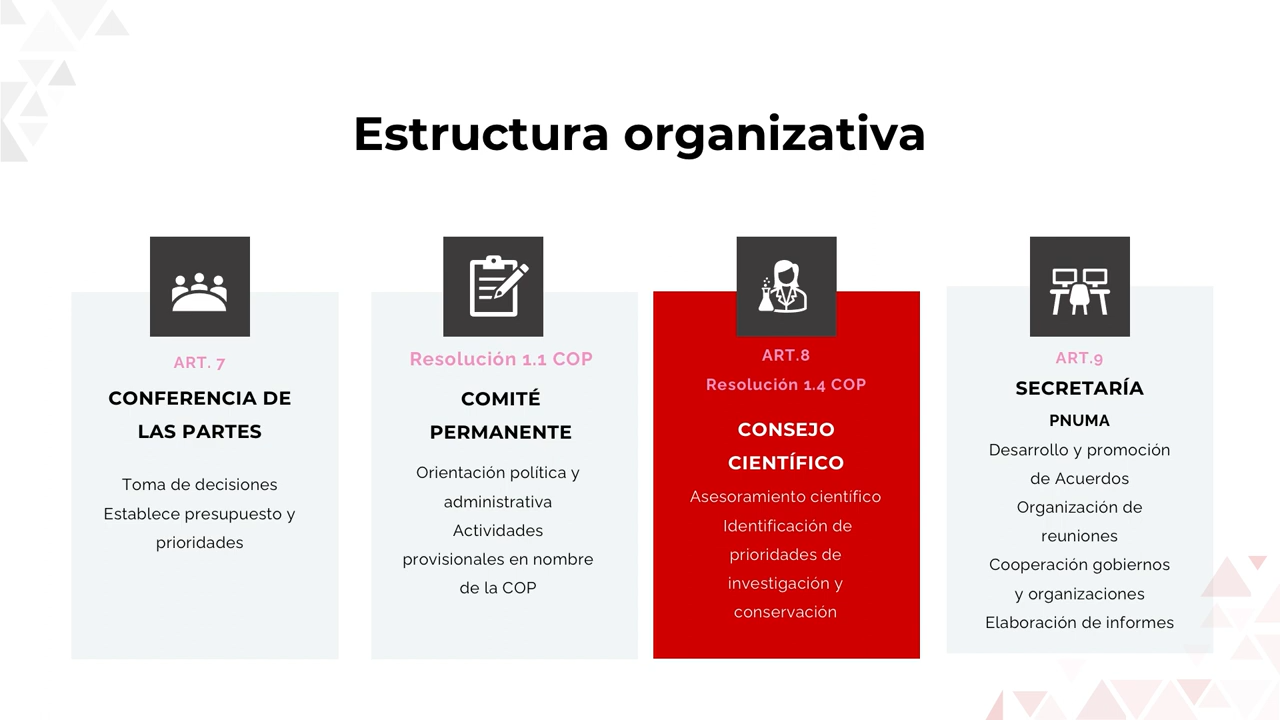 Estructura organizativa
ART. 7
CONFERENCIA DE
LAS PARTES
Toma de decisiones
Establece presupuesto y
prioridades
Resolución 1.1 COP
COMITÉ
PERMANENTE
Orientación política y
administrativa
Actividades
provisionales en nombre
de la COP
ART.8
Resolución 1.4 COP
CONSEJO
CIENTÍFICO
Asesoramiento científico
Identificación de
prioridades de
investigación y
conservación
ART.9
SECRETARÍA
PNUMA
Desarrollo y promoción
de Acuerdos
Organización de
reuniones
Cooperación gobiernos
y organizaciones
Elaboración de informes